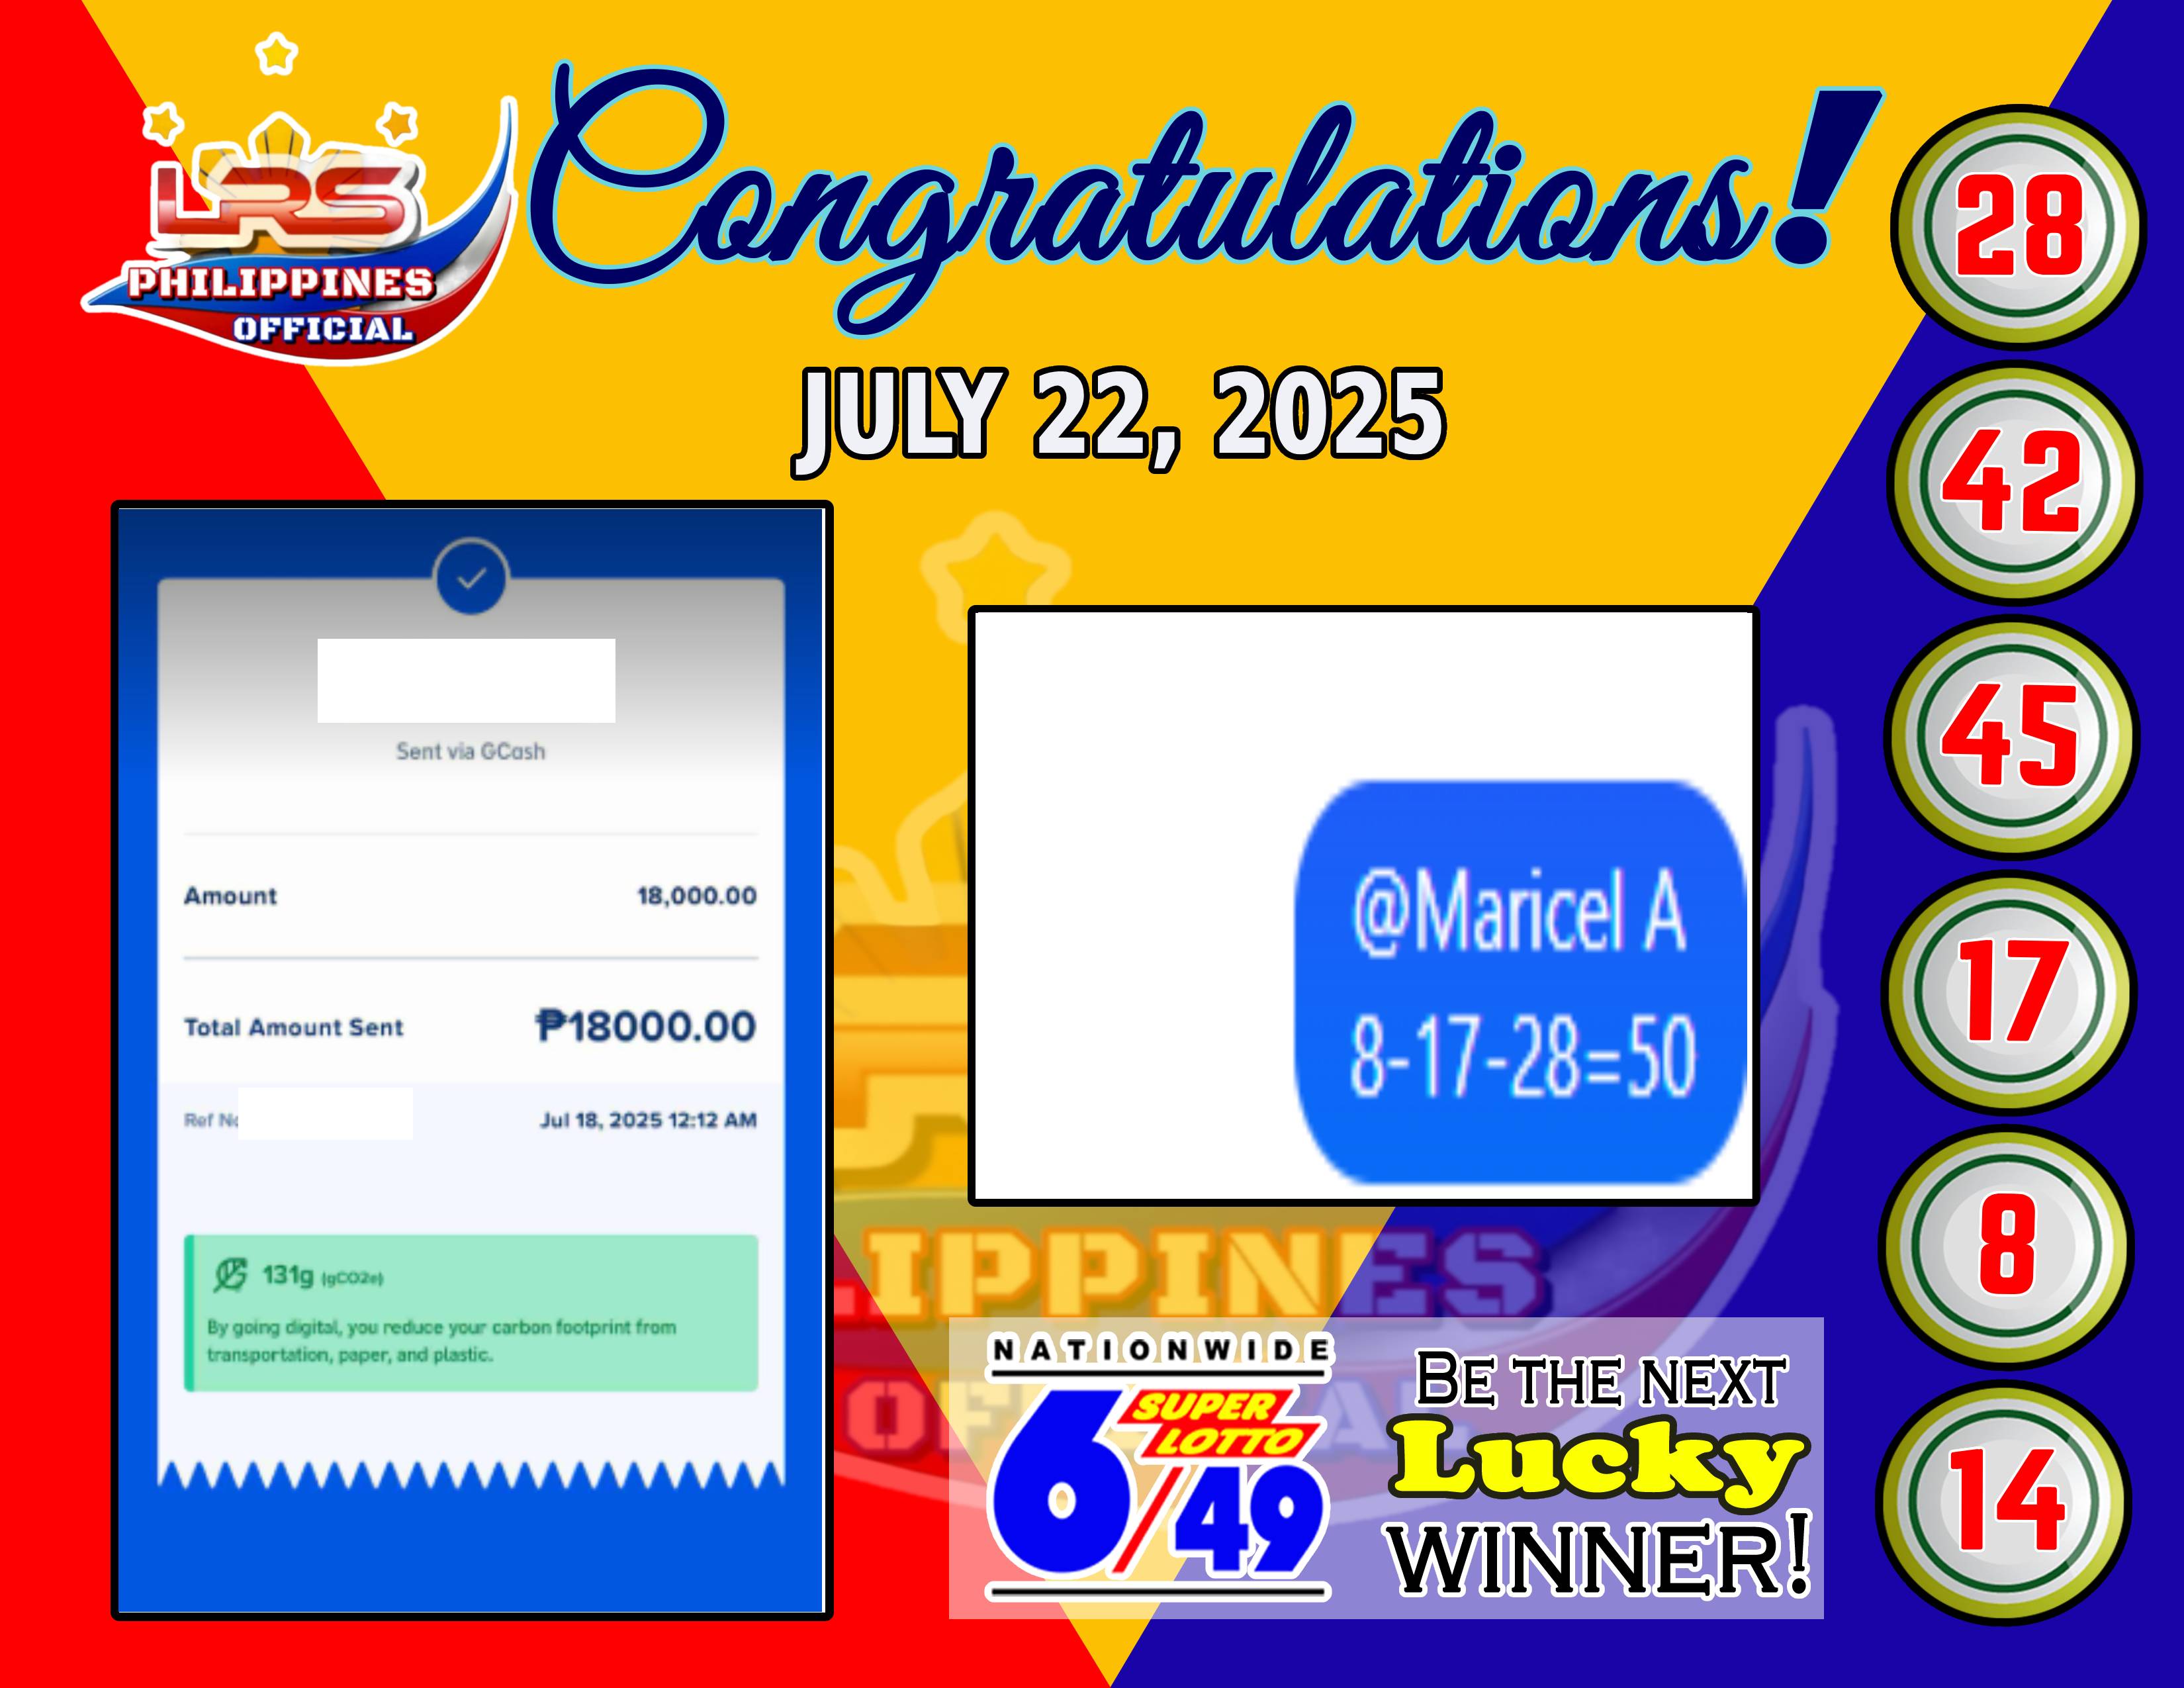 LRS
PHILIPPINES
OFFICIAL
Congratulations!
JULY 22, 2025
Sent via GCash
Amount 18,000.00
Total Amount Sent ₱18000.00
Ref No Jul 18, 2025 12:12 AM
131g (gCO2e)
By going digital, you reduce your carbon footprint from
transportation, paper, and plastic.
@Maricel A
8-17-28=50
LIPPINES
NATIONWIDE
SUPER
LOTTO
6/49
BE THE NEXT
Lucky
WINNER!
28
42
45
17
8
14